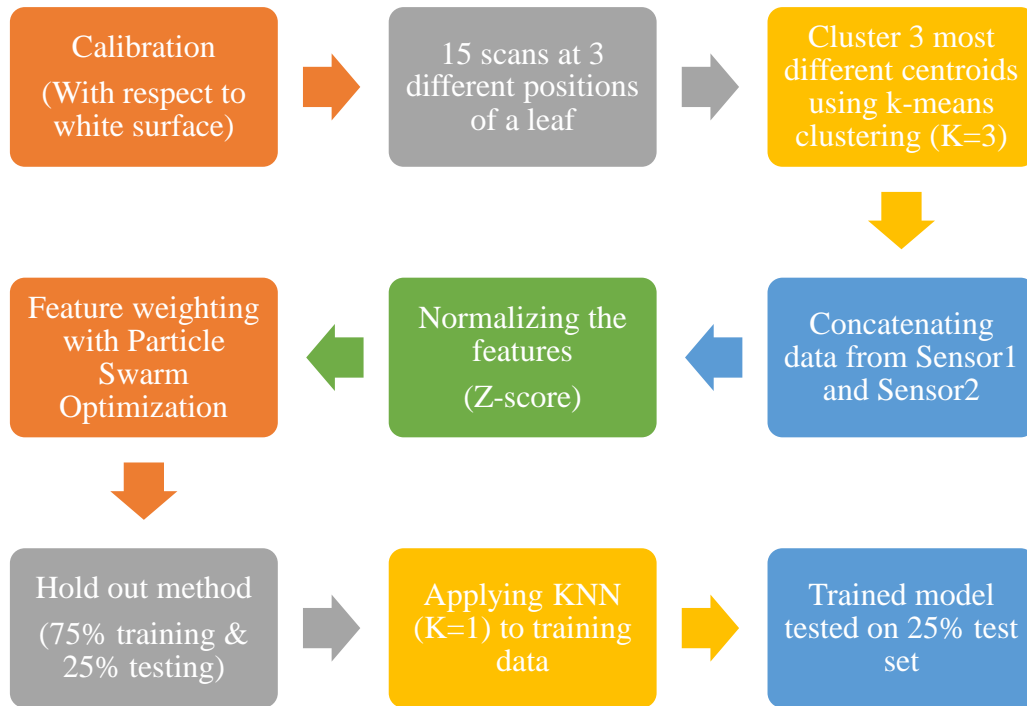 Calibration
(With respect to
white surface)
15 scans at 3
different positions
of a leaf
Cluster 3 most
different centroids
using k-means
clustering (K=3)
Concatenating
data from Sensor1
and Sensor2
Normalizing the
features
(Z-score)
Feature weighting
with Particle
Swarm
Optimization
Hold out method
(75% training &
25% testing)
Applying KNN
(K=1) to training
data
Trained model
tested on 25% test
set